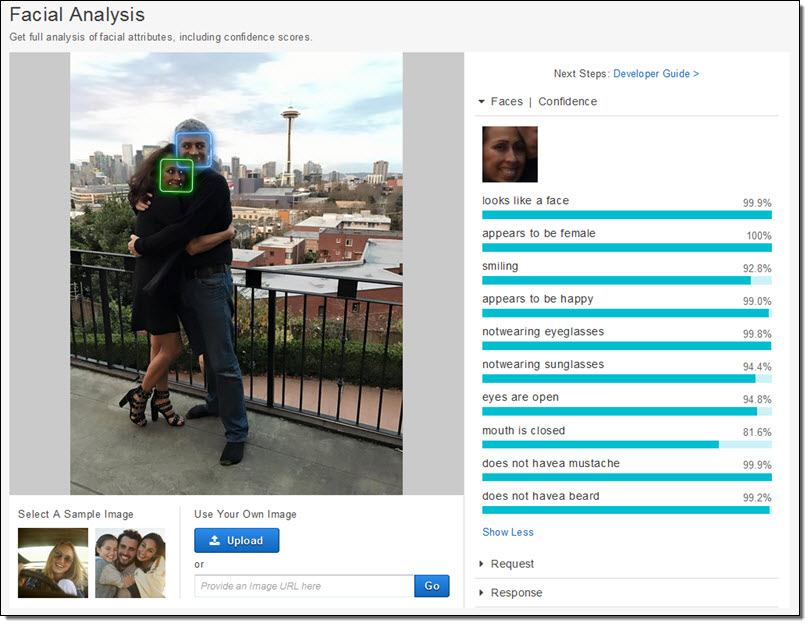 Facial Analysis
Get full analysis of facial attributes, including confidence scores.
Next Steps: Developer Guide >
Faces | Confidence
looks like a face 99.9%
appears to be female 100%
smiling 92.8%
appears to be happy 99.0%
notwearing eyeglasses 99.8%
notwearing sunglasses 94.4%
eyes are open 94.8%
mouth is closed 81.6%
does not havea mustache 99.9%
does not havea beard 99.2%
Show Less
Request
Response
Select A Sample Image
Use Your Own Image
Upload
or
Provide an Image URL here
Go